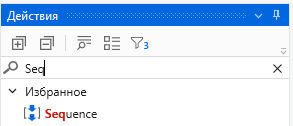 Действия
3
Seq
Избранное
Sequence